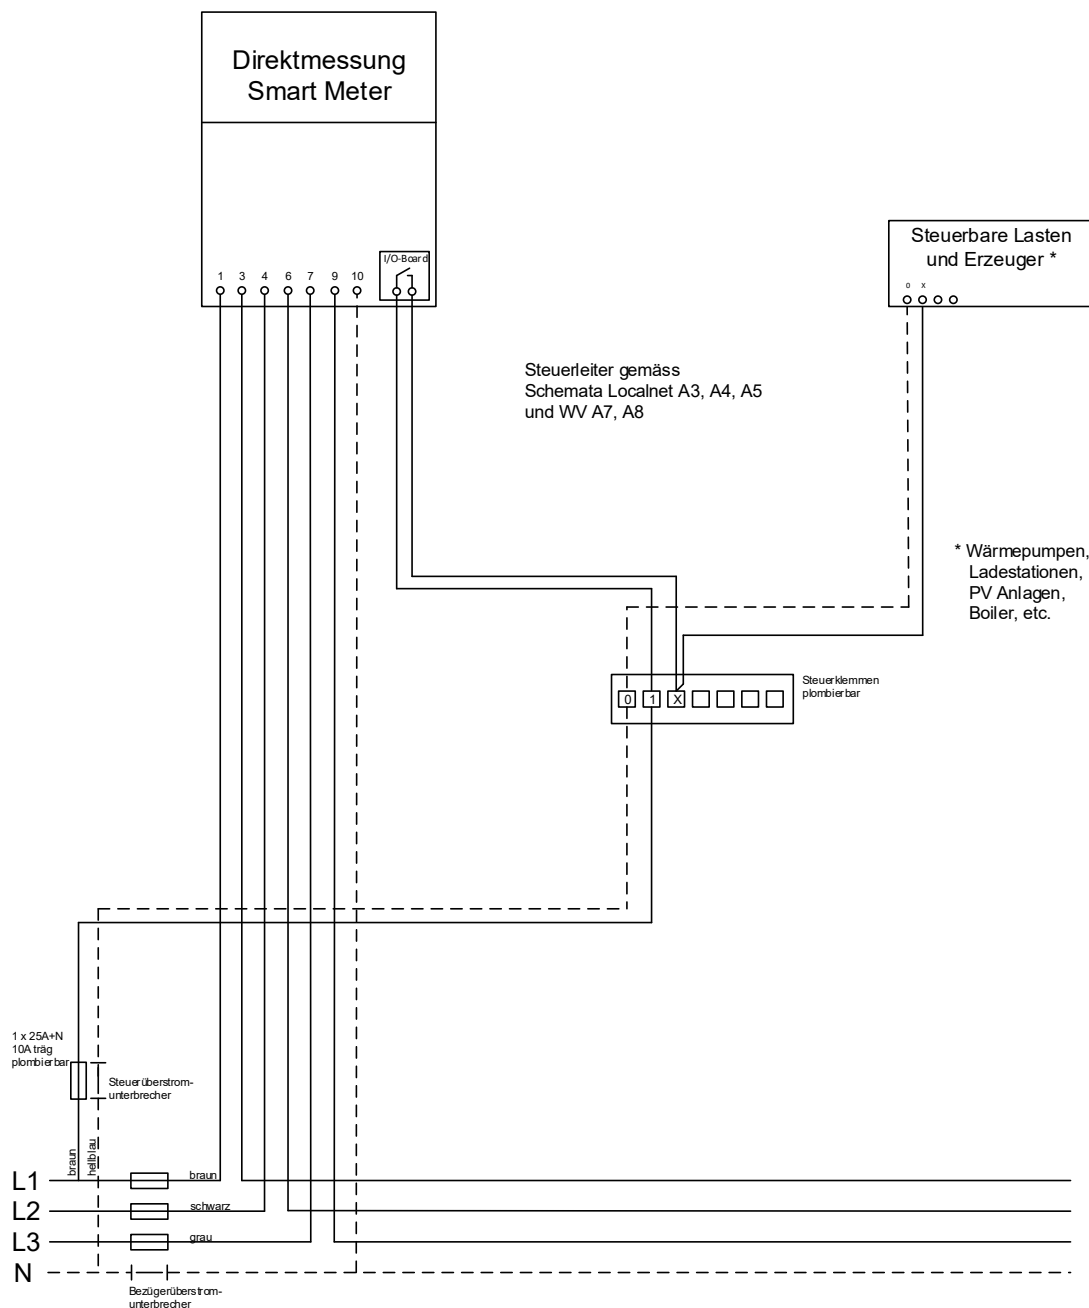 Direktmessung
Smart Meter
I/O-Board
1 3 4 6 7 9 10
Steuerbare Lasten
und Erzeuger *
0 x
Steuerleiter gemäss
Schemata Localnet A3, A4, A5
und WV A7, A8
* Wärmepumpen,
Ladestationen,
PV Anlagen,
Boiler, etc.
Steuerklemmen
plombierbar
0 1 X
1 x 25A+N
10A träg
plombierbar
Steuerüberstrom-
unterbrecher
braun
hellblau
L1
braun
L2
schwarz
L3
grau
N
Bezügerüberstrom-
unterbrecher